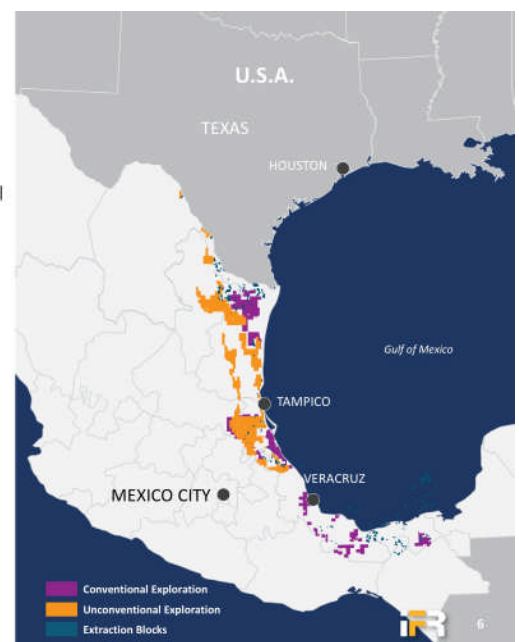 U.S.A.
TEXAS
HOUSTON
Gulf of Mexico
TAMPICO
VERACRUZ
MEXICO CITY
Conventional Exploration
Unconventional Exploration
Extraction Blocks
iFR 6